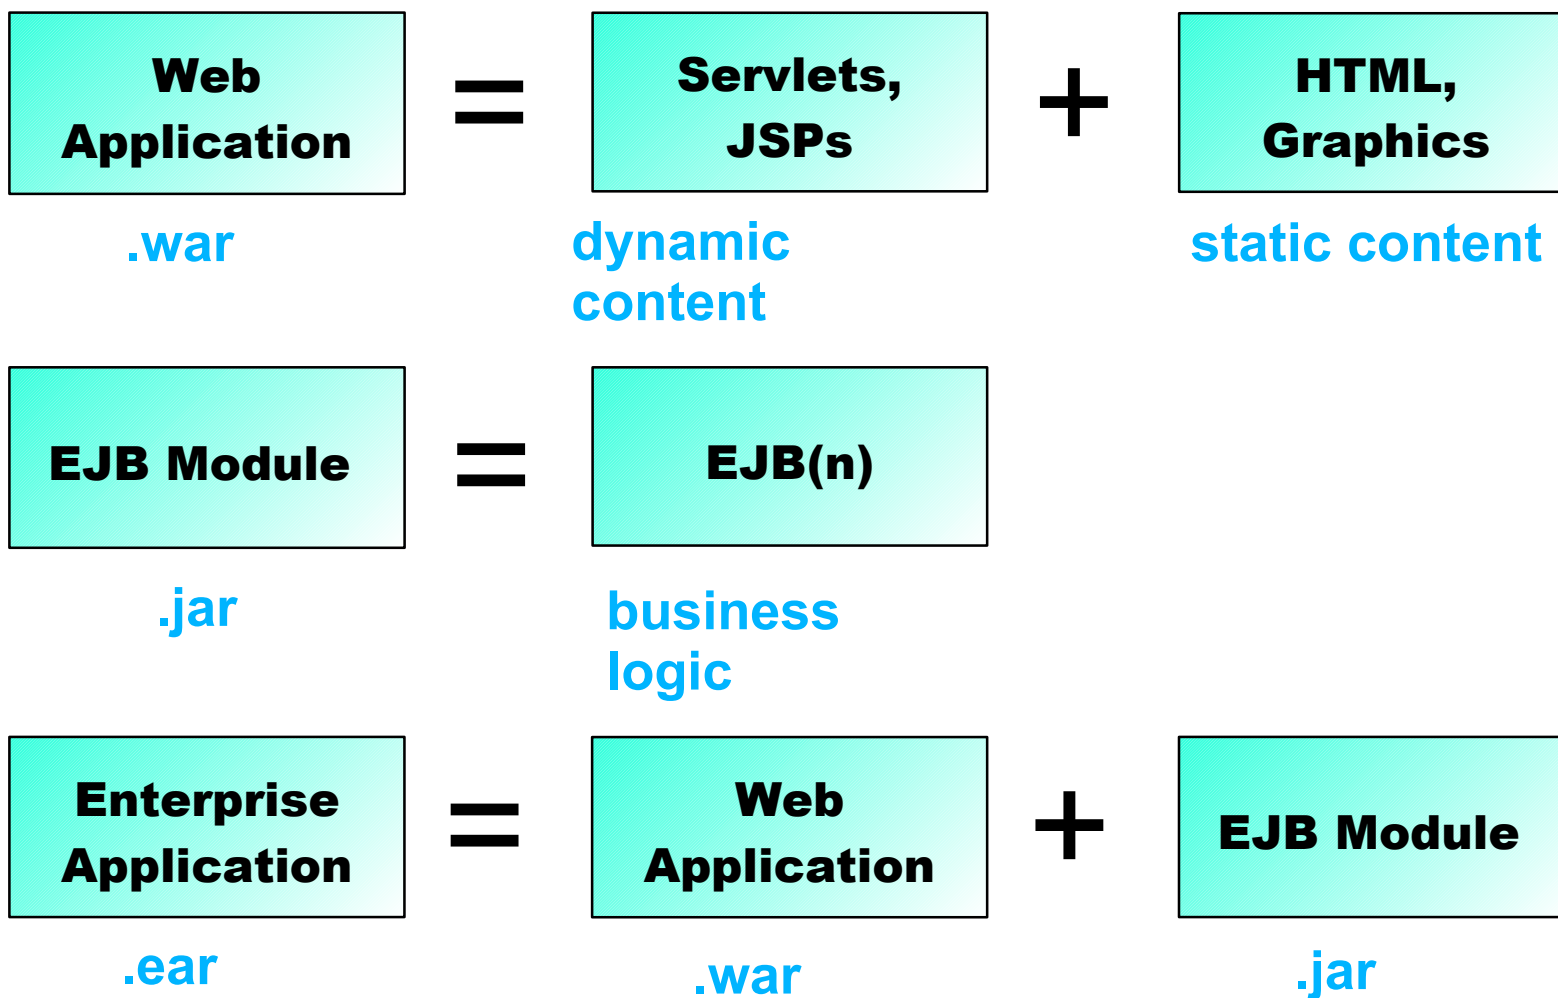 Web
Application
=
Servlets,
JSPs
+
HTML,
Graphics
.war
dynamic
content
static content
EJB Module
=
EJB(n)
.jar
business
logic
Enterprise
Application
=
Web
Application
+
EJB Module
.ear
.war
.jar